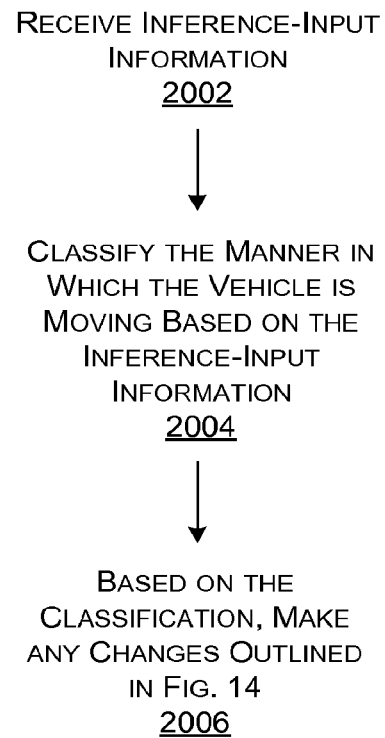 RECEIVE INFERENCE-INPUT
INFORMATION
2002
CLASSIFY THE MANNER IN
WHICH THE VEHICLE IS
MOVING BASED ON THE
INFERENCE-INPUT
INFORMATION
2004
BASED ON THE
CLASSIFICATION, MAKE
ANY CHANGES OUTLINED
IN FIG. 14
2006